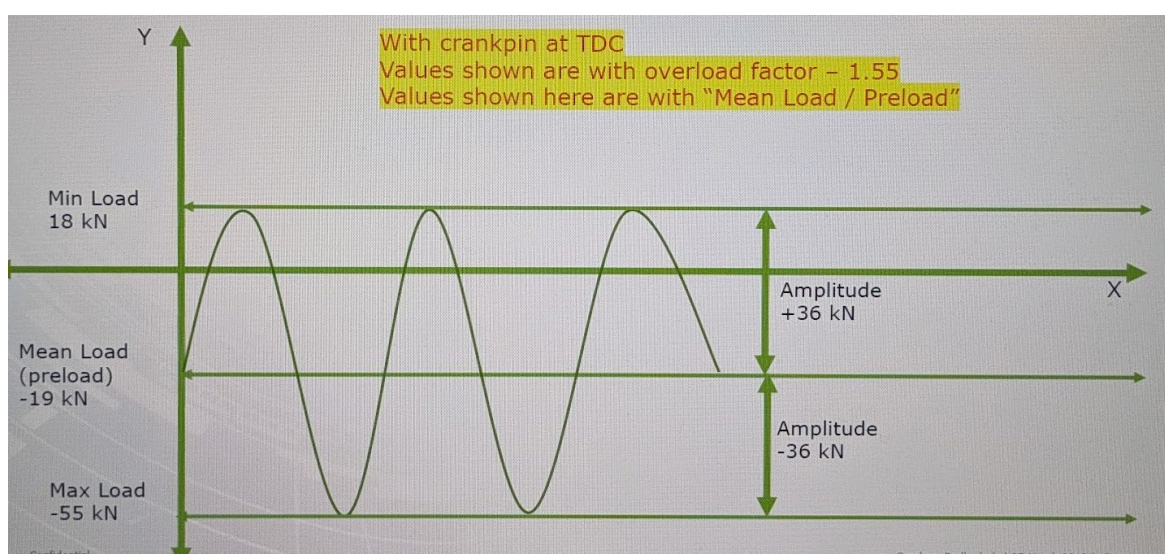 Y
With crankpin at TDC
Values shown are with overload factor – 1.55
Values shown here are with “Mean Load / Preload”
Min Load
18 kN
X
Amplitude
+36 kN
Mean Load
(preload)
-19 kN
Amplitude
-36 kN
Max Load
-55 kN
Confidential